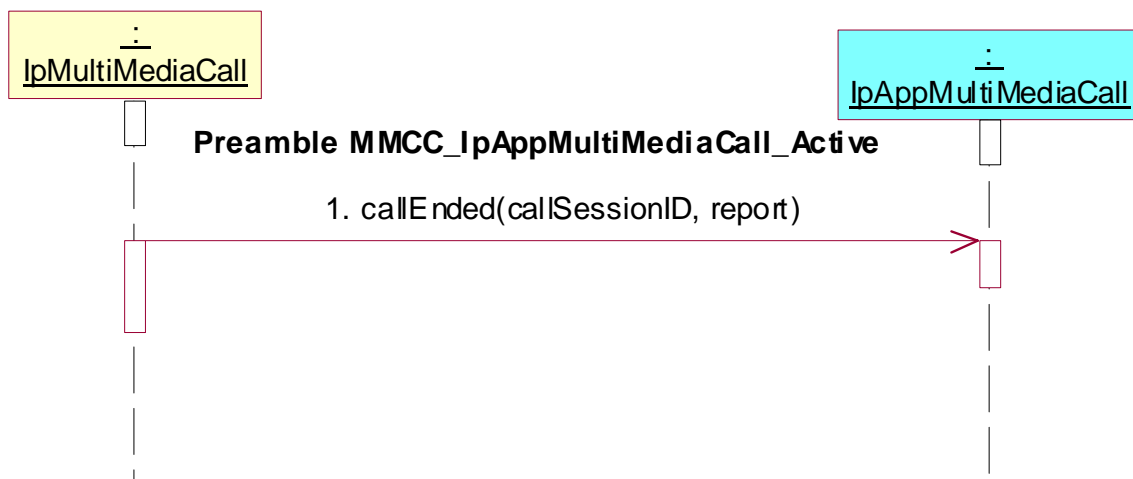 :
IpMultiMediaCall
:
IpAppMultiMediaCall
Preamble MMCC_IpAppMultiMediaCall_Active
1. callEnded(callSessionID, report)